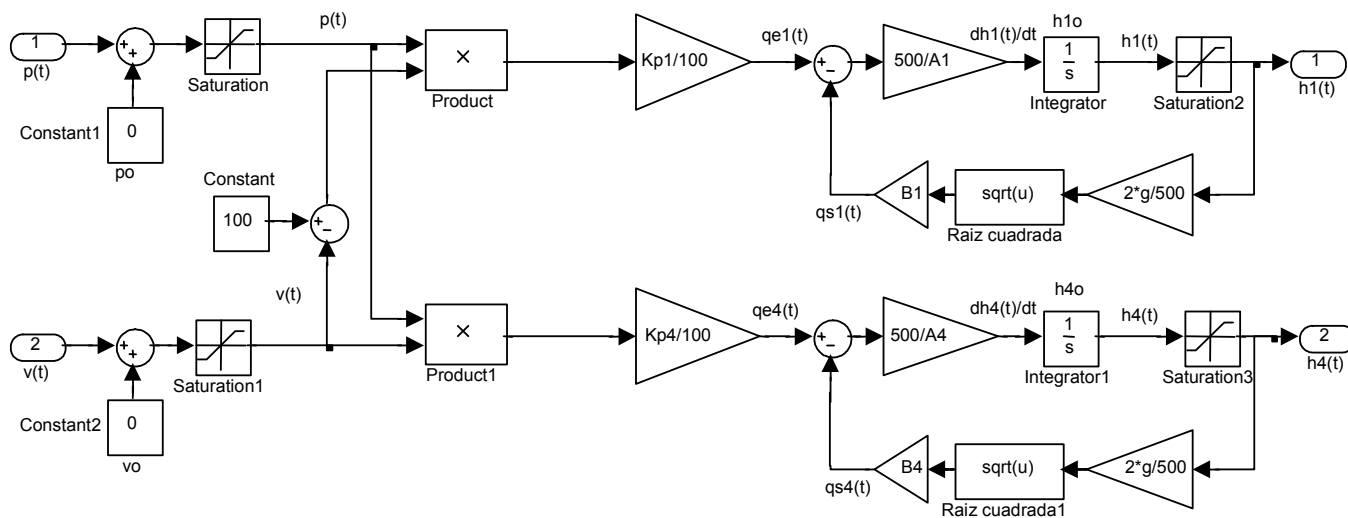 1
p(t)
+
+
Saturation
Constant1
0
po
p(t)
×
Product
Kp1/100
qe1(t)
+
−
500/A1
dh1(t)/dt
h1o
1
s
Integrator
h1(t)
Saturation2
1
h1(t)
qs1(t)
B1
sqrt(u)
Raiz cuadrada
2*g/500
Constant
100
+
−
v(t)
2
v(t)
+
+
Saturation1
Constant2
0
vo
×
Product1
Kp4/100
qe4(t)
+
−
500/A4
dh4(t)/dt
h4o
1
s
Integrator1
h4(t)
Saturation3
2
h4(t)
qs4(t)
B4
sqrt(u)
Raiz cuadrada1
2*g/500